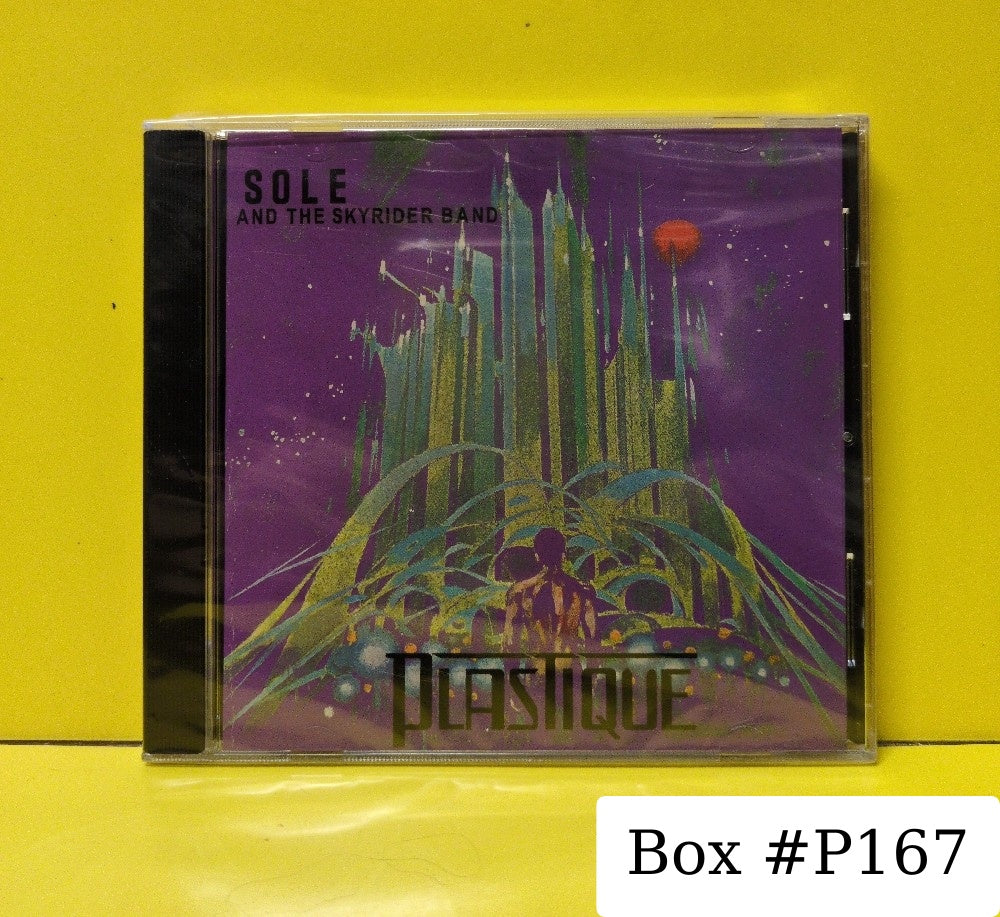 SOLE
AND THE SKYRIDER BAND
PLASTIQUE
Box #P167